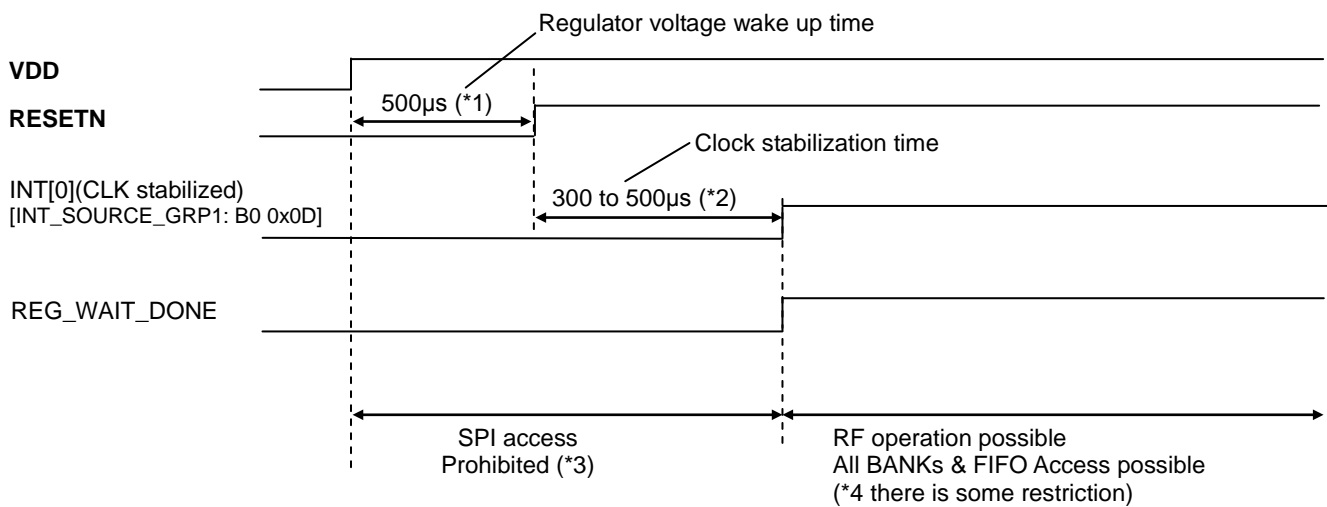 Regulator voltage wake up time
VDD
500µs (*1)
RESETN
Clock stabilization time
INT[0](CLK stabilized)
300 to 500µs (*2)
[INT_SOURCE_GRP1: B0 0x0D]
REG_WAIT_DONE
SPI access
Prohibited (*3)
RF operation possible
All BANKs & FIFO Access possible
(*4 there is some restriction)